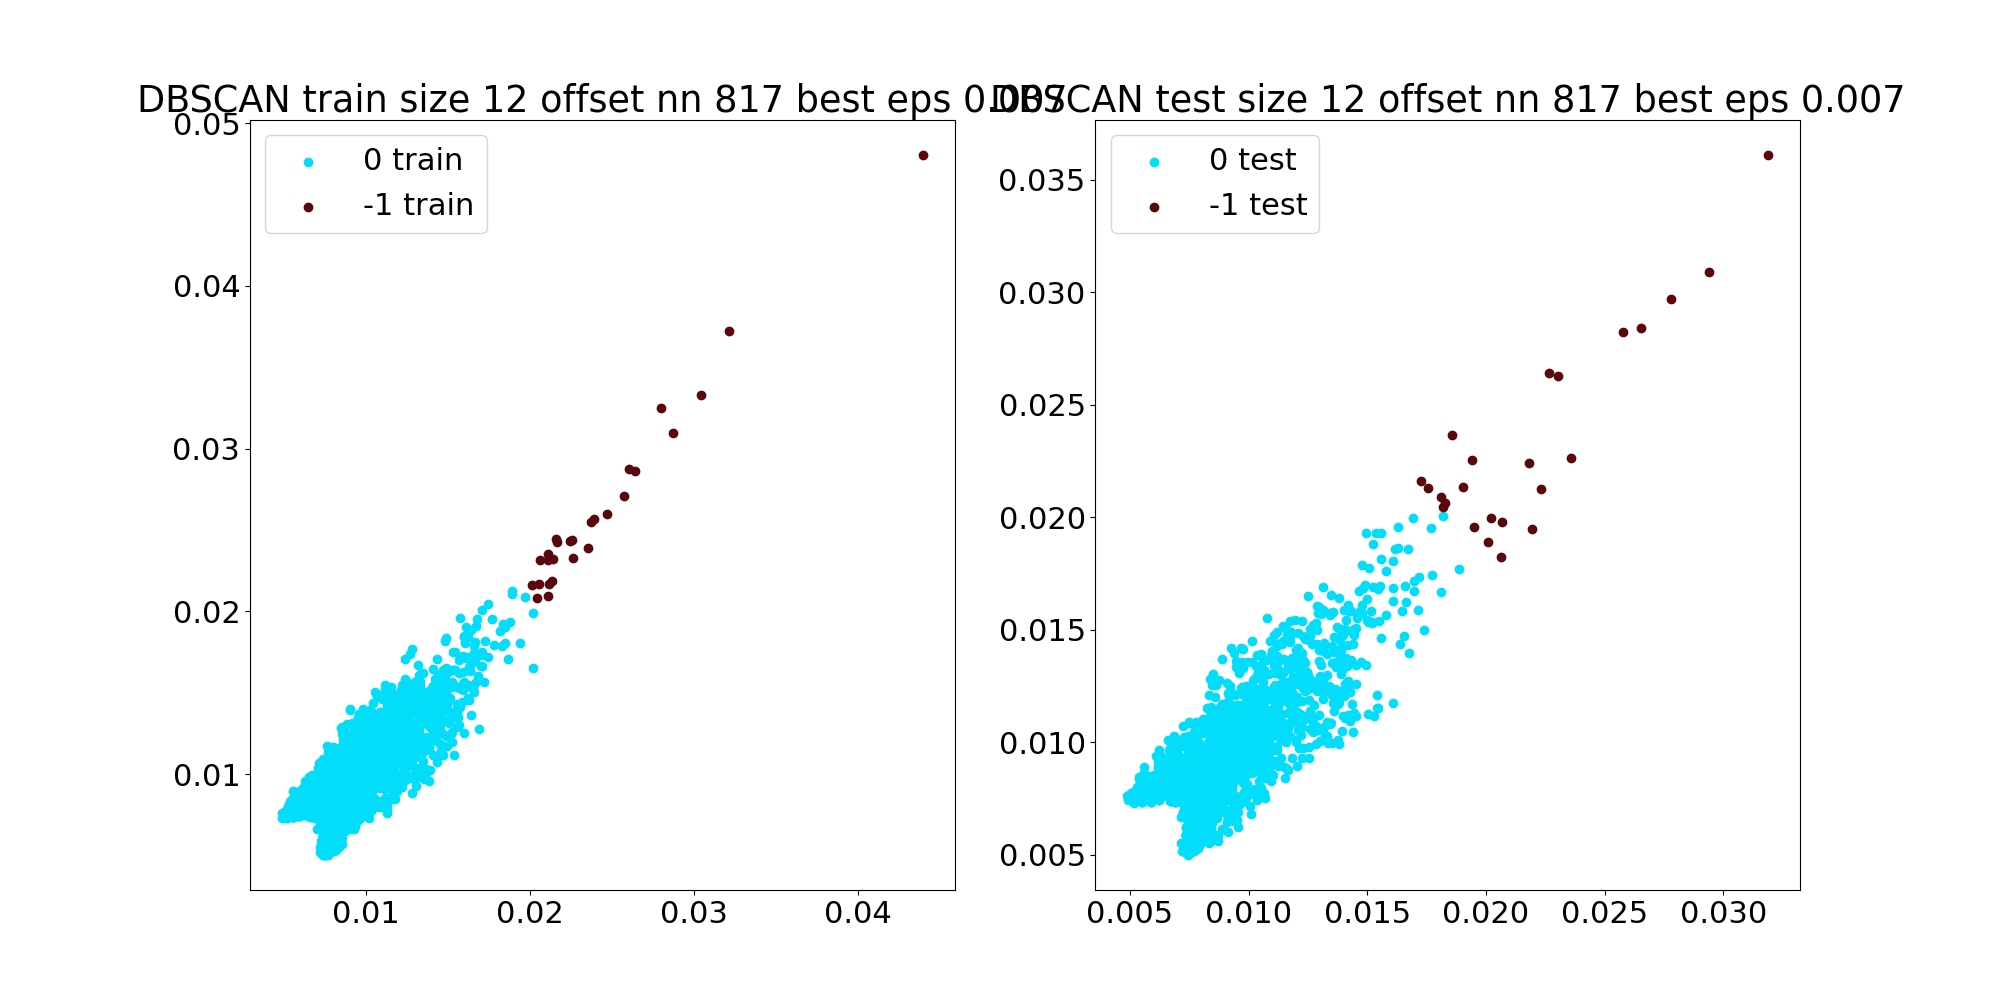 DBSCAN train size 12 offset nn 817 best eps 0.007
0 train
-1 train
0.05
0.04
0.03
0.02
0.01
0.01 0.02 0.03 0.04
DBSCAN test size 12 offset nn 817 best eps 0.007
0 test
-1 test
0.035
0.030
0.025
0.020
0.015
0.010
0.005
0.005 0.010 0.015 0.020 0.025 0.030